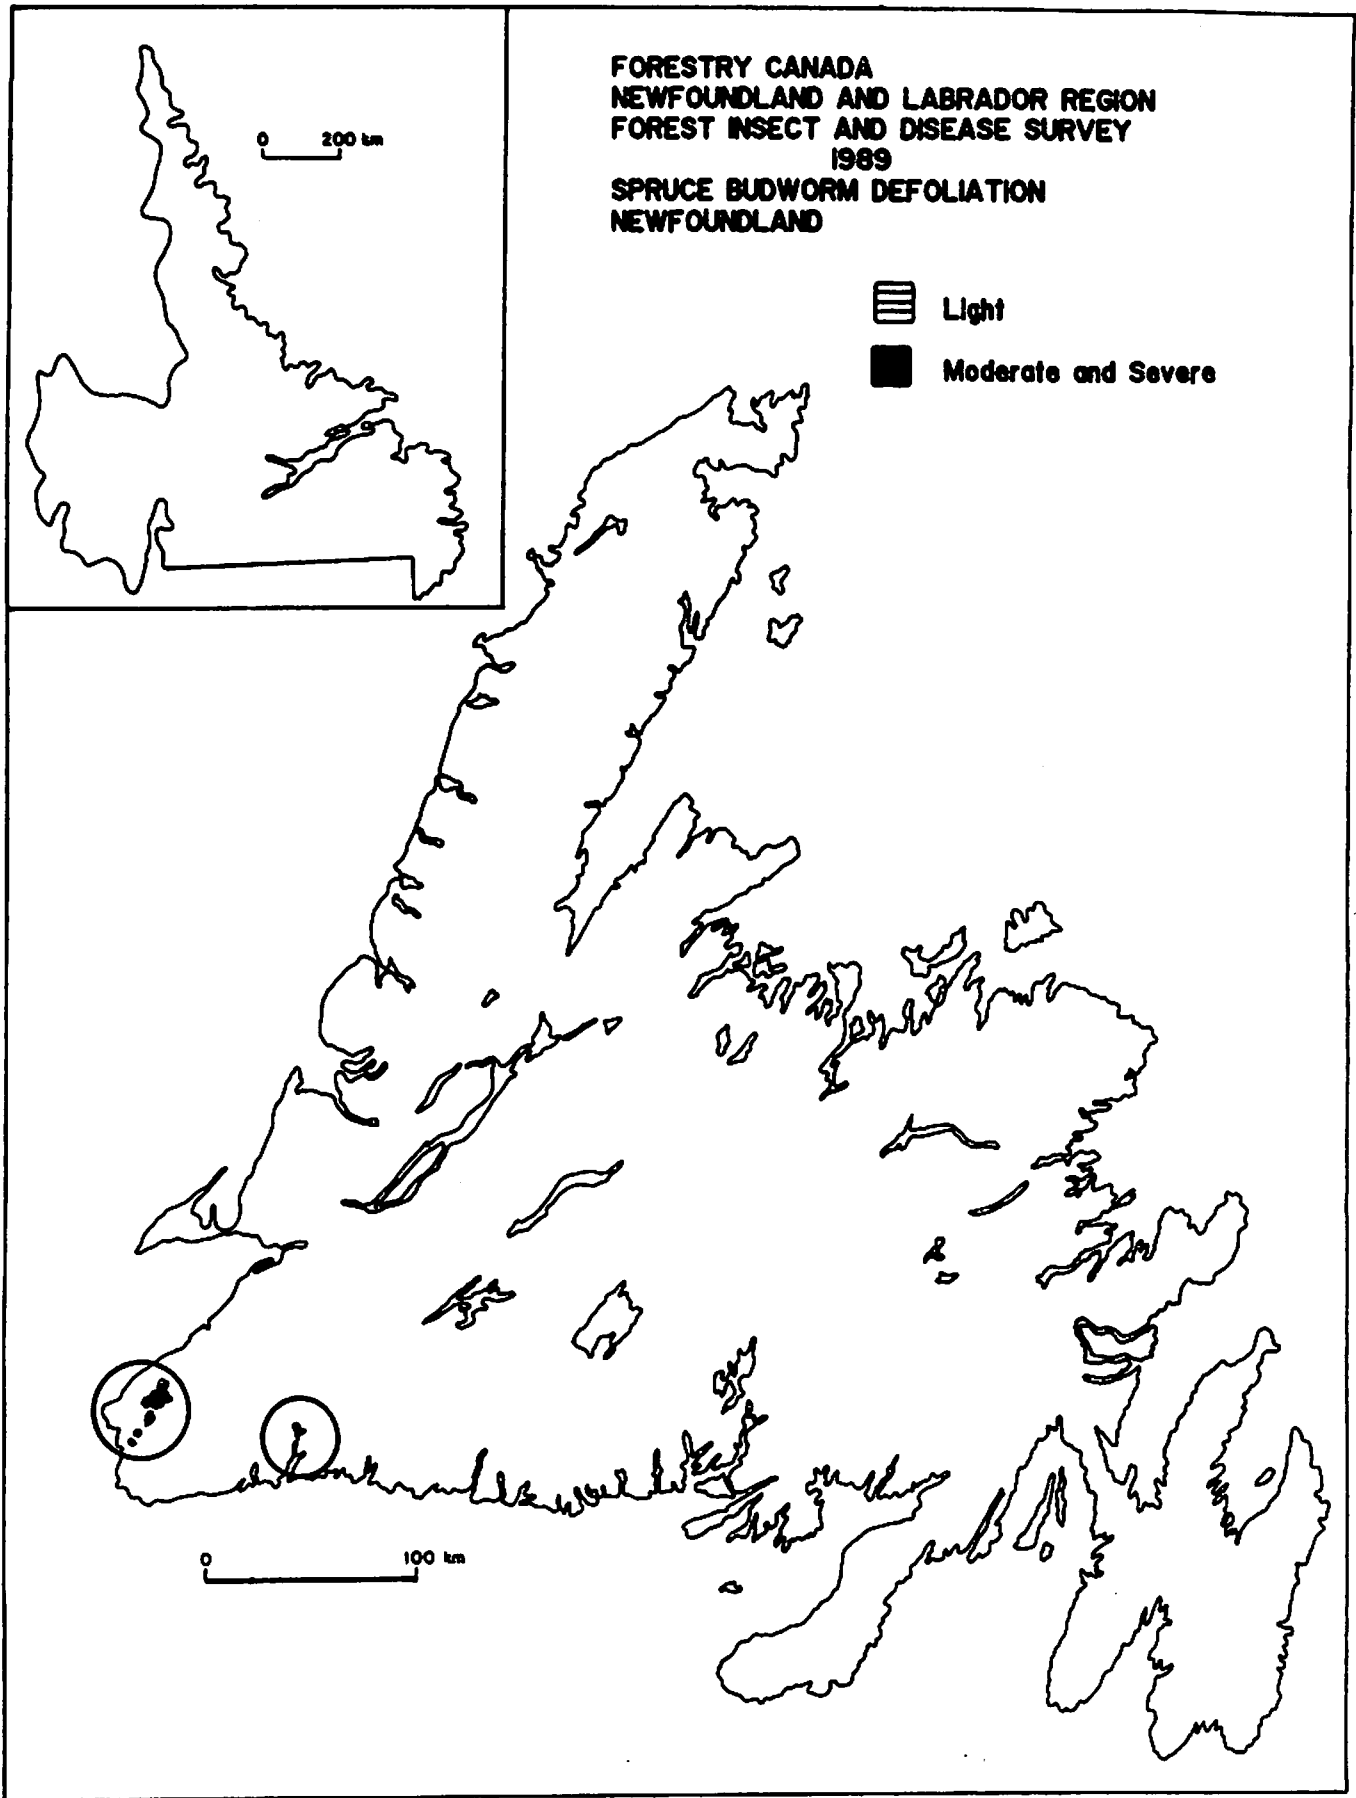 FORESTRY CANADA
NEWFOUNDLAND AND LABRADOR REGION
FOREST INSECT AND DISEASE SURVEY
1989
SPRUCE BUDWORM DEFOLIATION
NEWFOUNDLAND
0 200 km
Light
Moderate and Severe
0 100 km